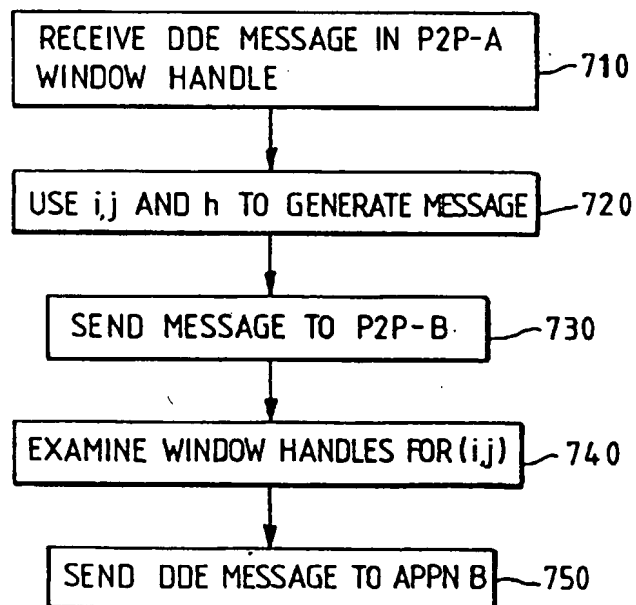 RECEIVE DDE MESSAGE IN P2P-A
WINDOW HANDLE
710
USE i,j AND h TO GENERATE MESSAGE
720
SEND MESSAGE TO P2P-B
730
EXAMINE WINDOW HANDLES FOR (i,j)
740
SEND DDE MESSAGE TO APPN B
750